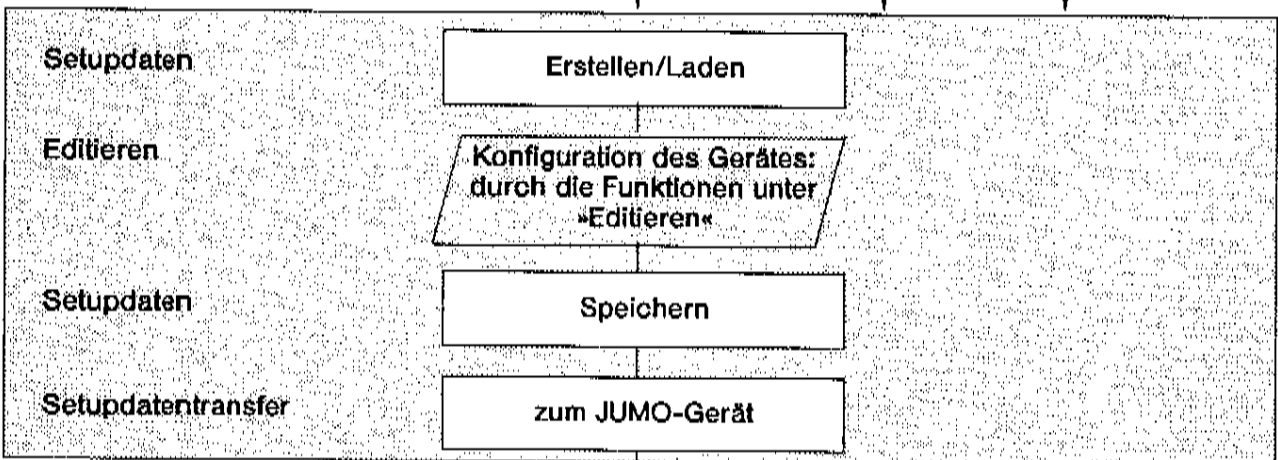 Setupdaten
Erstellen/Laden
Editieren
Konfiguration des Gerätes:
durch die Funktionen unter
»Editieren«
Setupdaten
Speichern
Setupdatentransfer
zum JUMO-Gerät